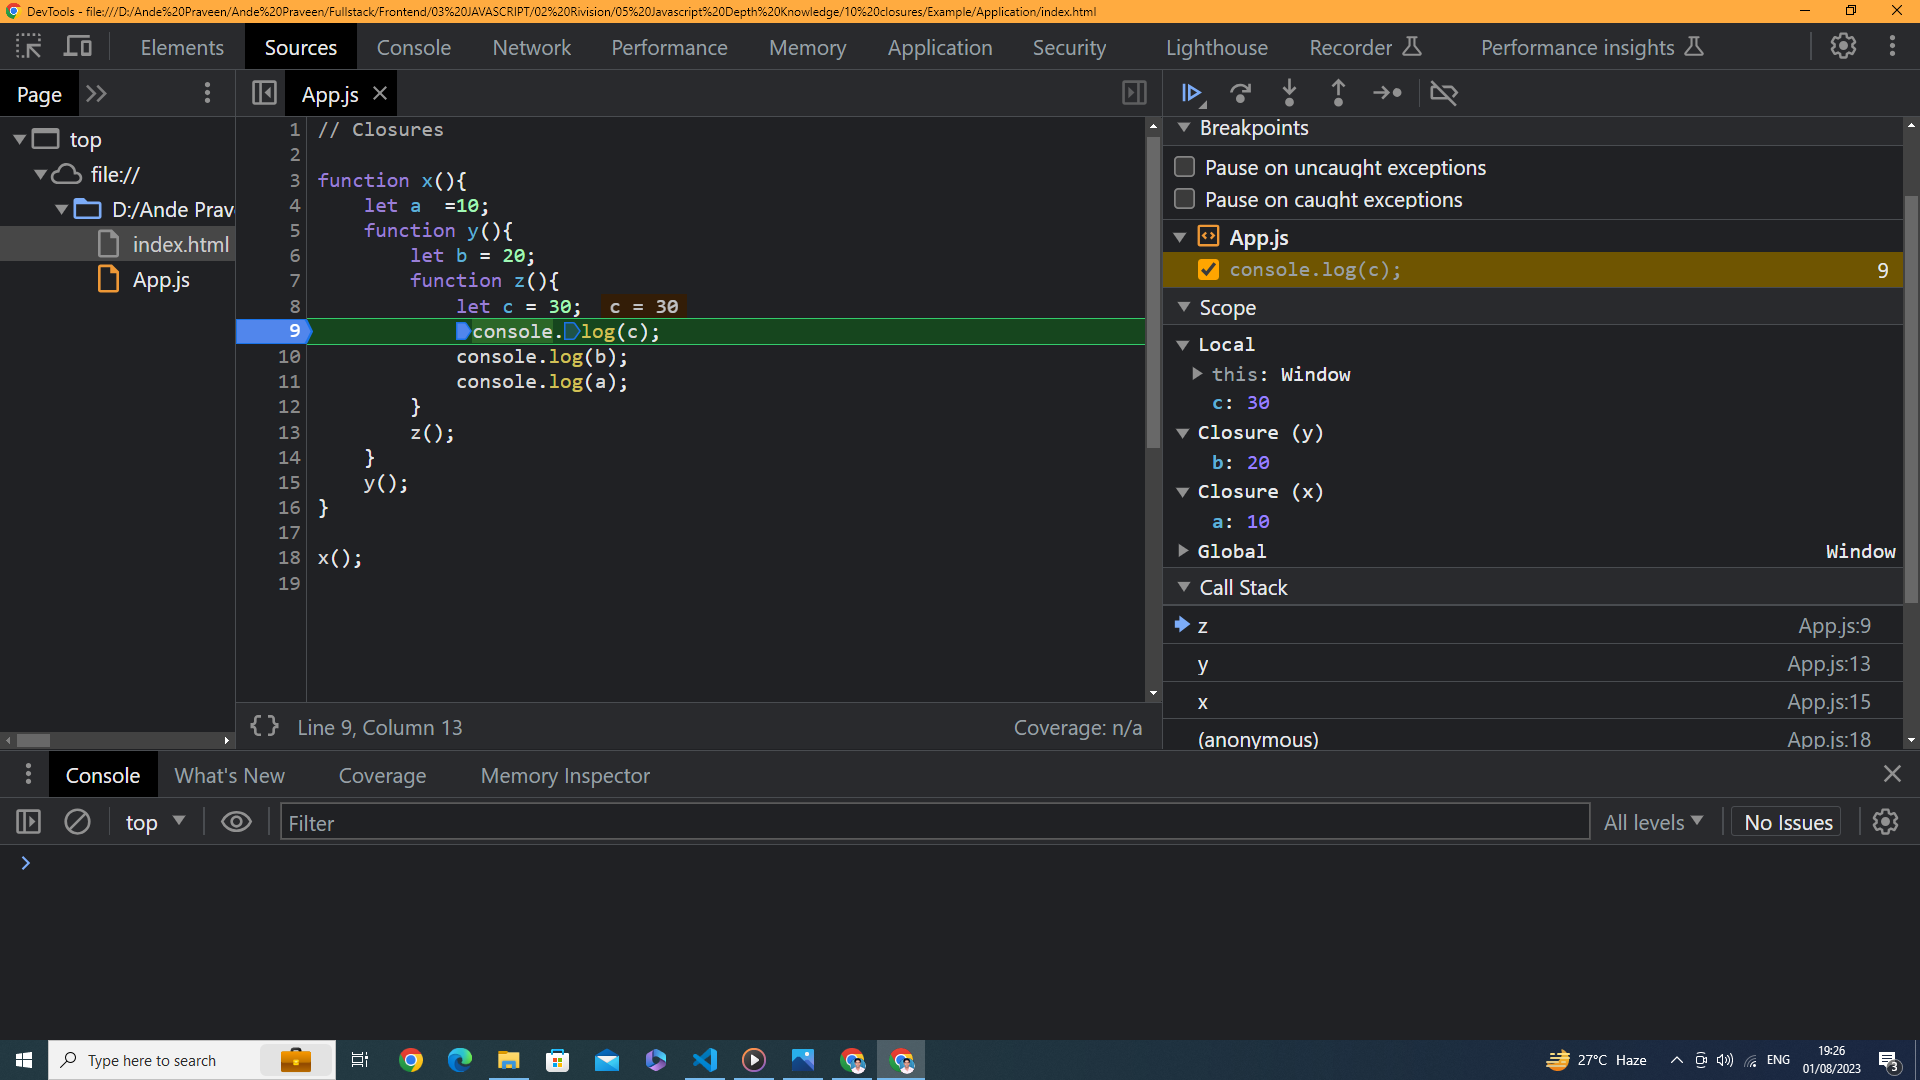 DevTools - file:///D:/Ande%20Praveen/Ande%20Praveen/Fullstack/Frontend/03%20JAVASCRIPT/02%20Rivision/05%20Javascript%20Depth%20Knowledge/10%20closures/Example/Application/index.html
Elements Sources Console Network Performance Memory Application Security Lighthouse Recorder Performance insights
Page
top
file://
D:/Ande Prav
index.html
App.js
App.js
1 // Closures
2
3 function x(){
4 let a  =10;
5 function y(){
6 let b = 20;
7 function z(){
8 let c = 30; c = 30
9 console.log(c);
10 console.log(b);
11 console.log(a);
12 }
13 z();
14 }
15 y();
16 }
17
18 x();
19
{} Line 9, Column 13 Coverage: n/a
Breakpoints
Pause on uncaught exceptions
Pause on caught exceptions
App.js
console.log(c); 9
Scope
Local
this: Window
c: 30
Closure (y)
b: 20
Closure (x)
a: 10
Global Window
Call Stack
z App.js:9
y App.js:13
x App.js:15
(anonymous) App.js:18
Console What's New Coverage Memory Inspector
top Filter All levels No Issues
Type here to search
27°C Haze ENG
19:26
01/08/2023
3